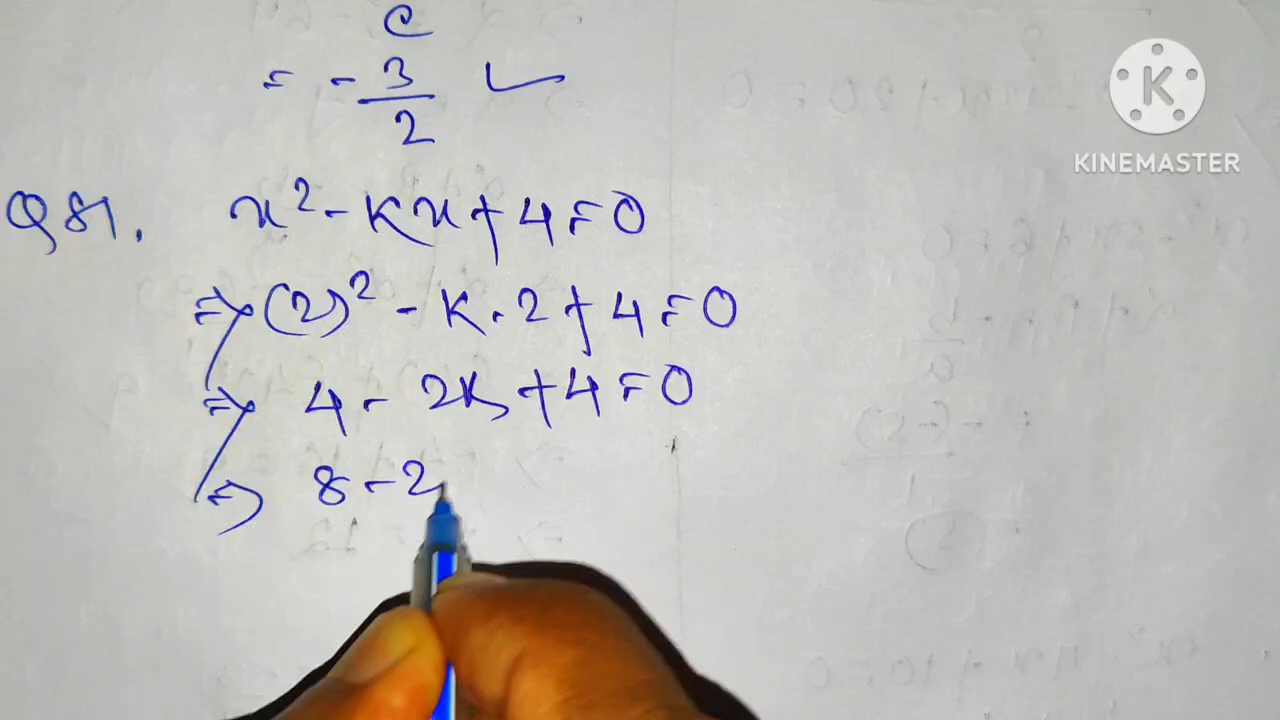 c
= - 3/2
K
KINEMASTER
Q81. x² - Kx + 4 = 0
⇒ (2)² - K.2 + 4 = 0
⇒ 4 - 2K + 4 = 0
⇒ 8 - 2